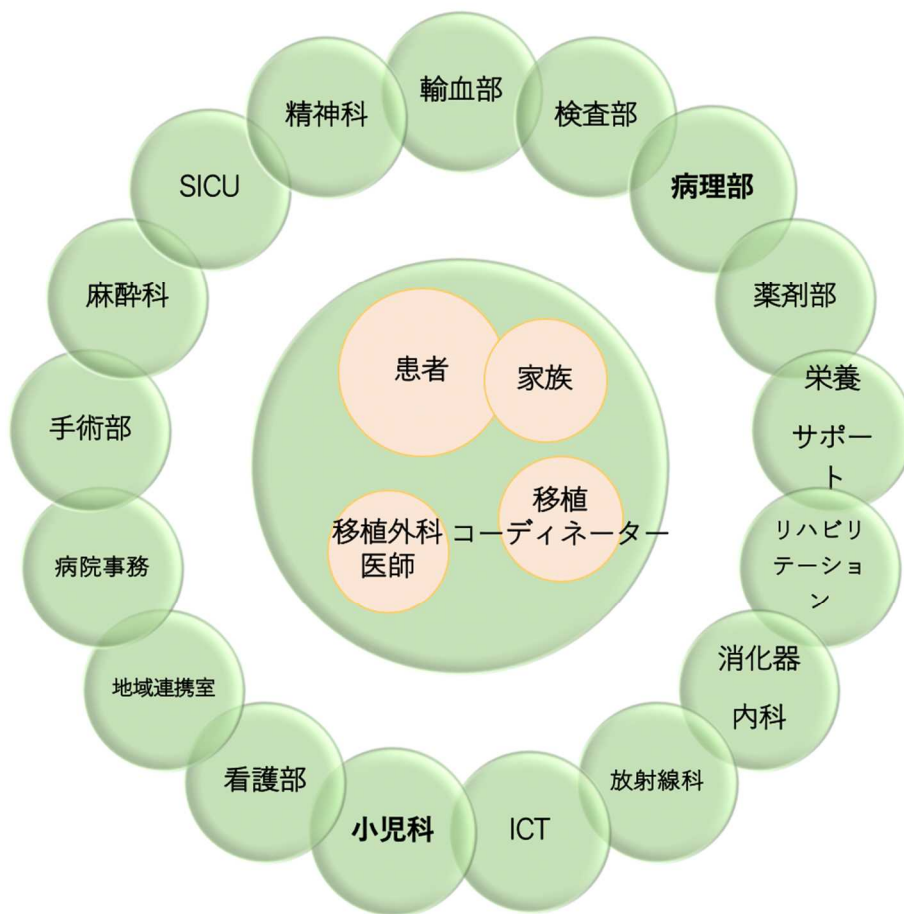 輸血部
検査部
病理部
薬剤部
栄養
サポー
ト
リハビリ
テーショ
ン
消化器
内科
放射線科
ICT
小児科
看護部
地域連携室
病院事務
手術部
麻酔科
SICU
精神科
患者
家族
移植外科
医師
移植
コーディネーター